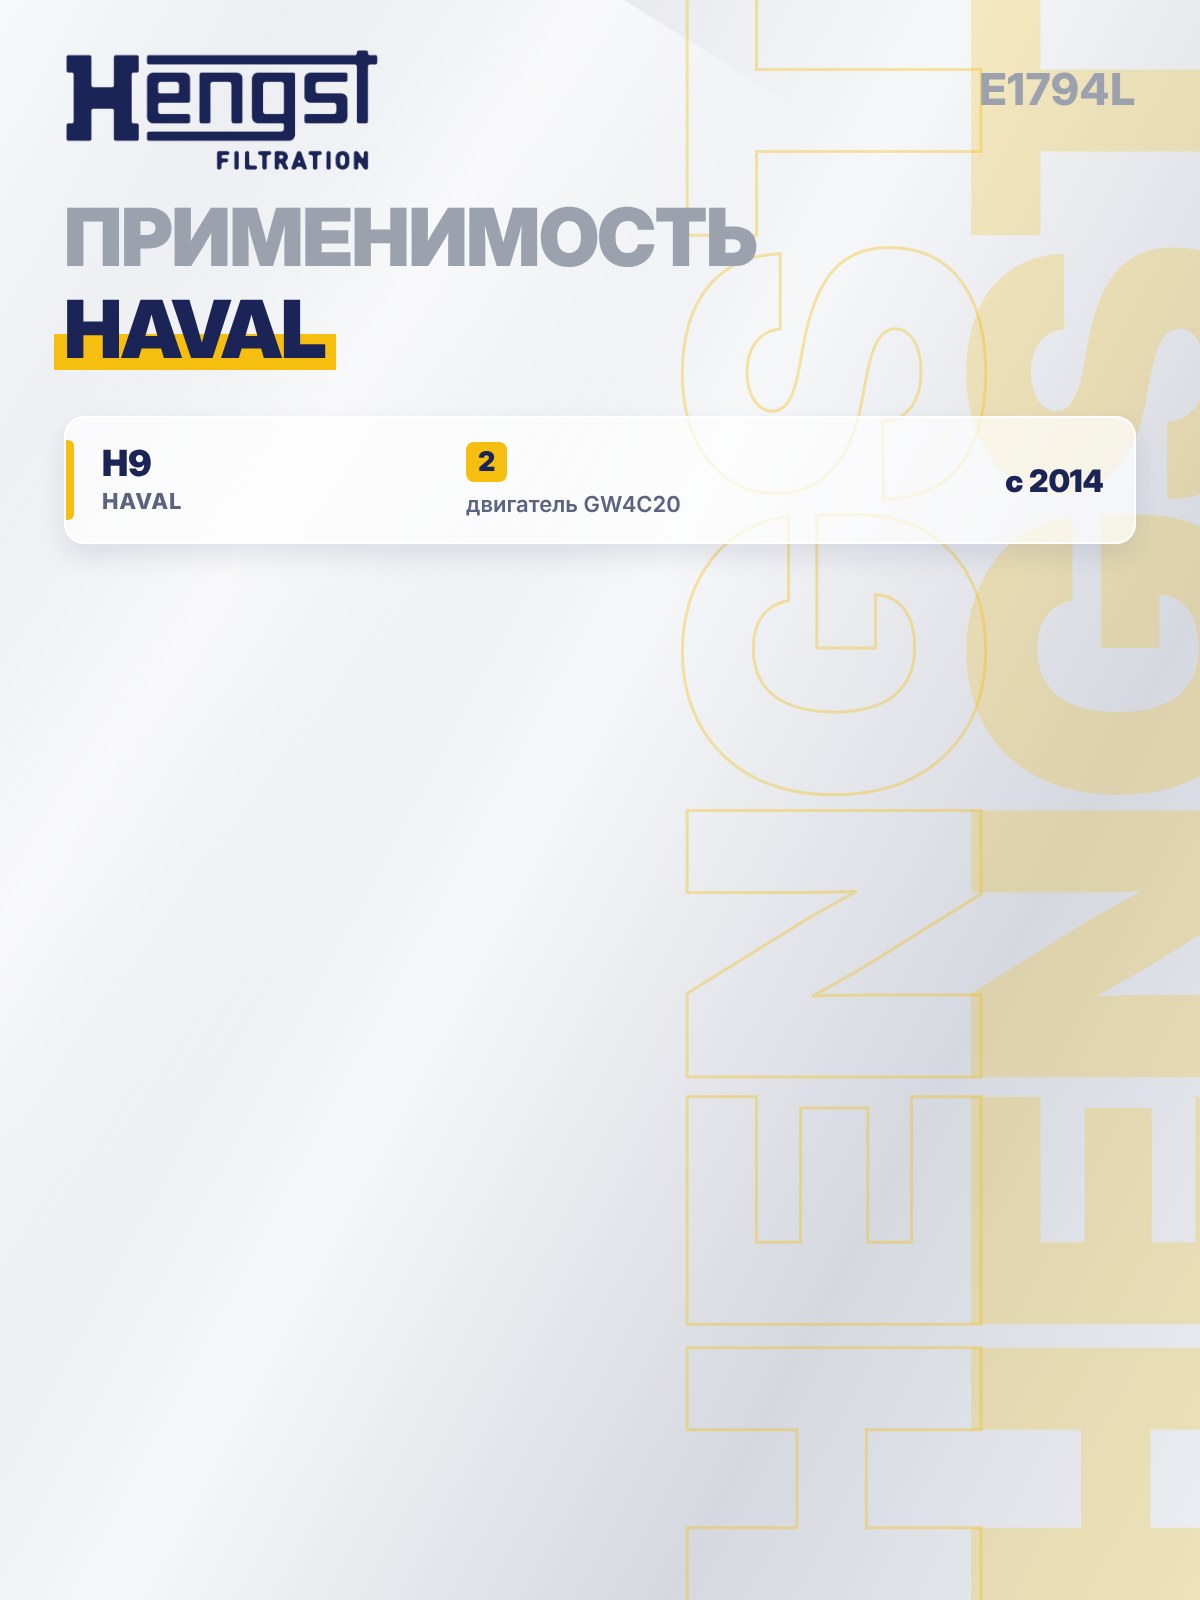 Hengst
FILTRATION
E1794L
ПРИМЕНИМОСТЬ
HAVAL
H9
HAVAL
2
двигатель GW4C20
с 2014
HENGST
HENGST